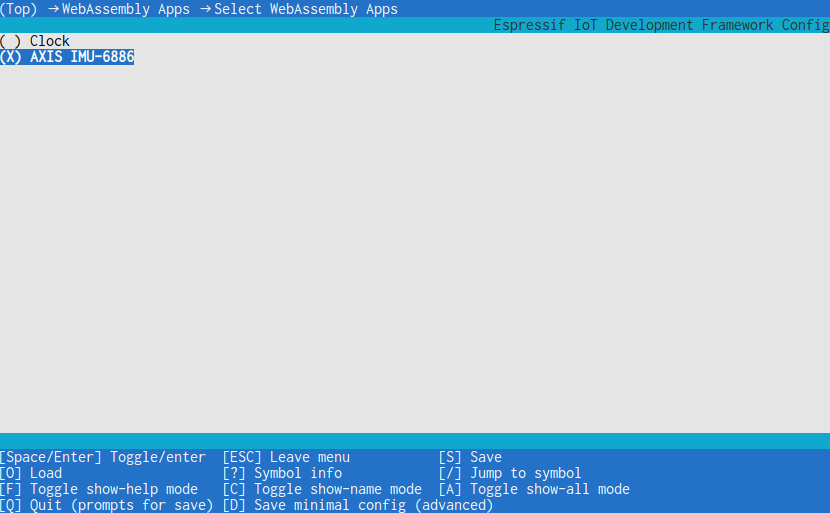 (Top) →WebAssembly Apps →Select WebAssembly Apps
Espressif IoT Development Framework Config
( ) Clock
(X) AXIS IMU-6886
[Space/Enter] Toggle/enter [ESC] Leave menu [S] Save
[O] Load [?] Symbol info [/] Jump to symbol
[F] Toggle show-help mode [C] Toggle show-name mode [A] Toggle show-all mode
[Q] Quit (prompts for save) [D] Save minimal config (advanced)